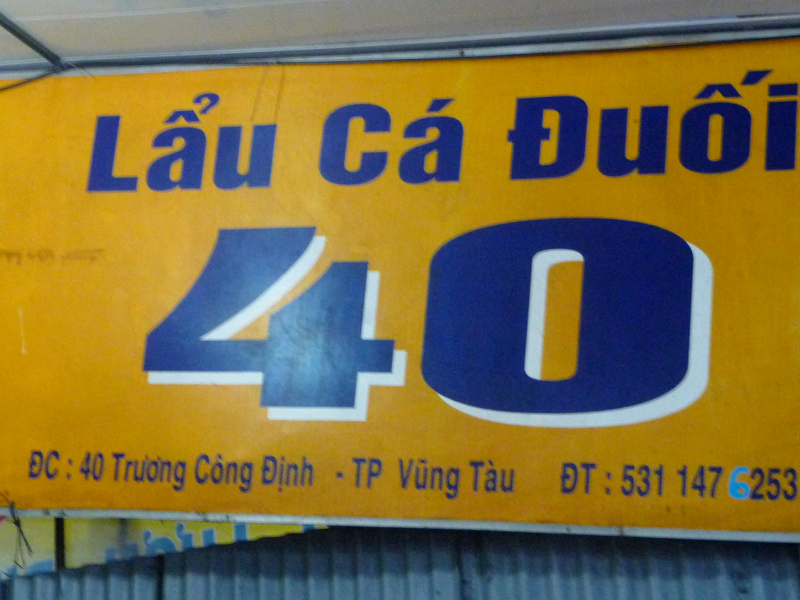 Lẩu Cá Đuối
40
ĐC : 40 Trương Công Định - TP Vũng Tàu ĐT : 531 147 6253